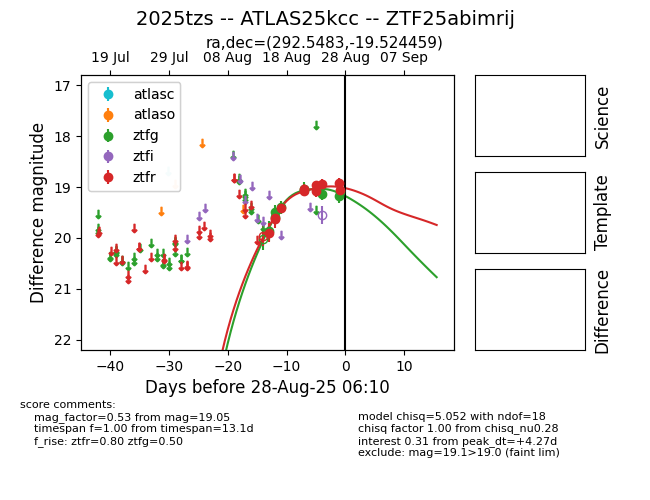 2025tzs -- ATLAS25kcc -- ZTF25abimrij
ra,dec=(292.5483,-19.524459)
19 Jul 29 Jul 08 Aug 18 Aug 28 Aug 07 Sep
17
18
19
20
21
22
Difference magnitude
atlasc
atlaso
ztfg
ztfi
ztfr
−40 −30 −20 −10 0 10
Days before 28-Aug-25 06:10
Science
Template
Difference
score comments:
mag_factor=0.53 from mag=19.05
timespan f=1.00 from timespan=13.1d
f_rise: ztfr=0.80 ztfg=0.50
model chisq=5.052 with ndof=18
chisq factor 1.00 from chisq_nu0.28
interest 0.31 from peak_dt=+4.27d
exclude: mag=19.1>19.0 (faint lim)